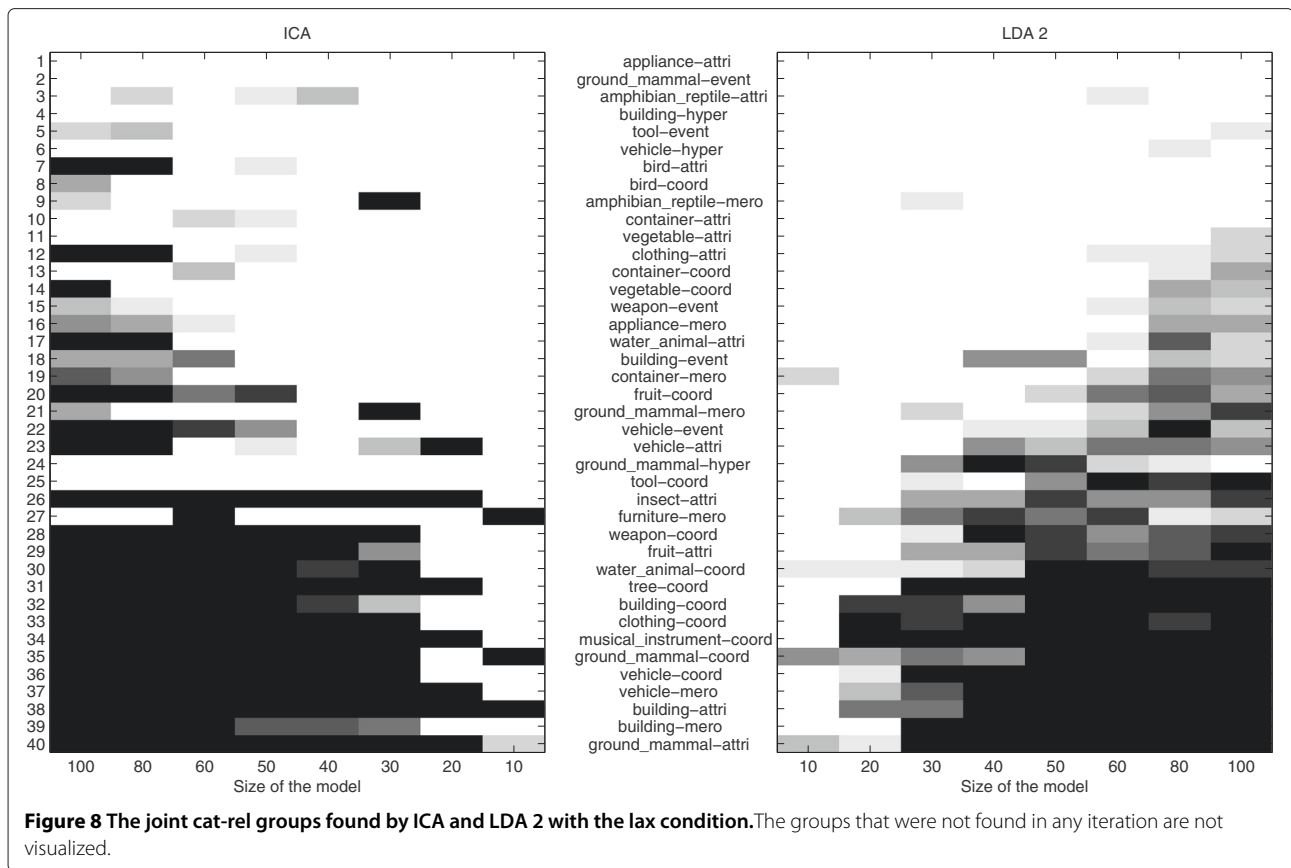 ICA
LDA 2
1 appliance−attri
2 ground_mammal−event
3 amphibian_reptile−attri
4 building−hyper
5 tool−event
6 vehicle−hyper
7 bird−attri
8 bird−coord
9 amphibian_reptile−mero
10 container−attri
11 vegetable−attri
12 clothing−attri
13 container−coord
14 vegetable−coord
15 weapon−event
16 appliance−mero
17 water_animal−attri
18 building−event
19 container−mero
20 fruit−coord
21 ground_mammal−mero
22 vehicle−event
23 vehicle−attri
24 ground_mammal−hyper
25 tool−coord
26 insect−attri
27 furniture−mero
28 weapon−coord
29 fruit−attri
30 water_animal−coord
31 tree−coord
32 building−coord
33 clothing−coord
34 musical_instrument−coord
35 ground_mammal−coord
36 vehicle−coord
37 vehicle−mero
38 building−attri
39 building−mero
40 ground_mammal−attri
100 80 60 50 40 30 20 10
10 20 30 40 50 60 80 100
Size of the model
Size of the model
Figure 8 The joint cat-rel groups found by ICA and LDA 2 with the lax condition.The groups that were not found in any iteration are not
visualized.